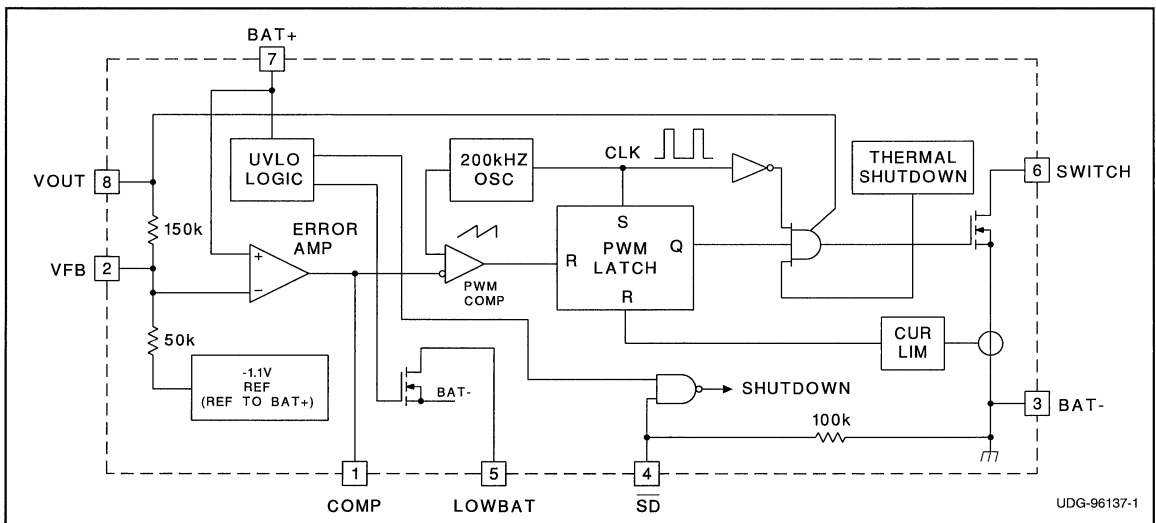 BAT+
7
UVLO
LOGIC
200kHZ
OSC
CLK
THERMAL
SHUTDOWN
VOUT
8
6
SWITCH
150k
ERROR
AMP
+
−
S
PWM
LATCH
R
Q
R
VFB
2
PWM
COMP
50k
CUR
LIM
-1.1V
REF
(REF TO BAT+)
BAT-
SHUTDOWN
100k
3
BAT-
1
5
4
COMP
LOWBAT
SD
UDG-96137-1